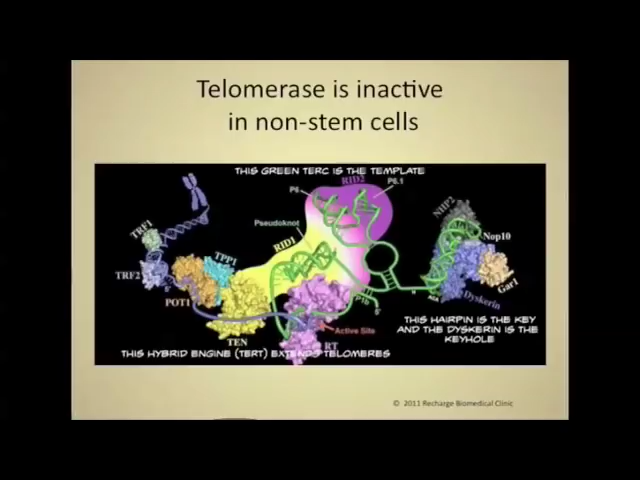 Telomerase is inactive
in non-stem cells
THIS GREEN TERC IS THE TEMPLATE
RID2
P6
P6.1
NHP2
Pseudoknot
TRF1
RID1
Nop10
TPP1
TRF2
Gar1
POT1
Dyskerin
P1b
5'
THIS HAIRPIN IS THE KEY
AND THE DYSKERIN IS THE
KEYHOLE
Active Site
TEN
RT
THIS HYBRID ENGINE (TERT) EXTENDS TELOMERES
© 2011 Recharge Biomedical Clinic